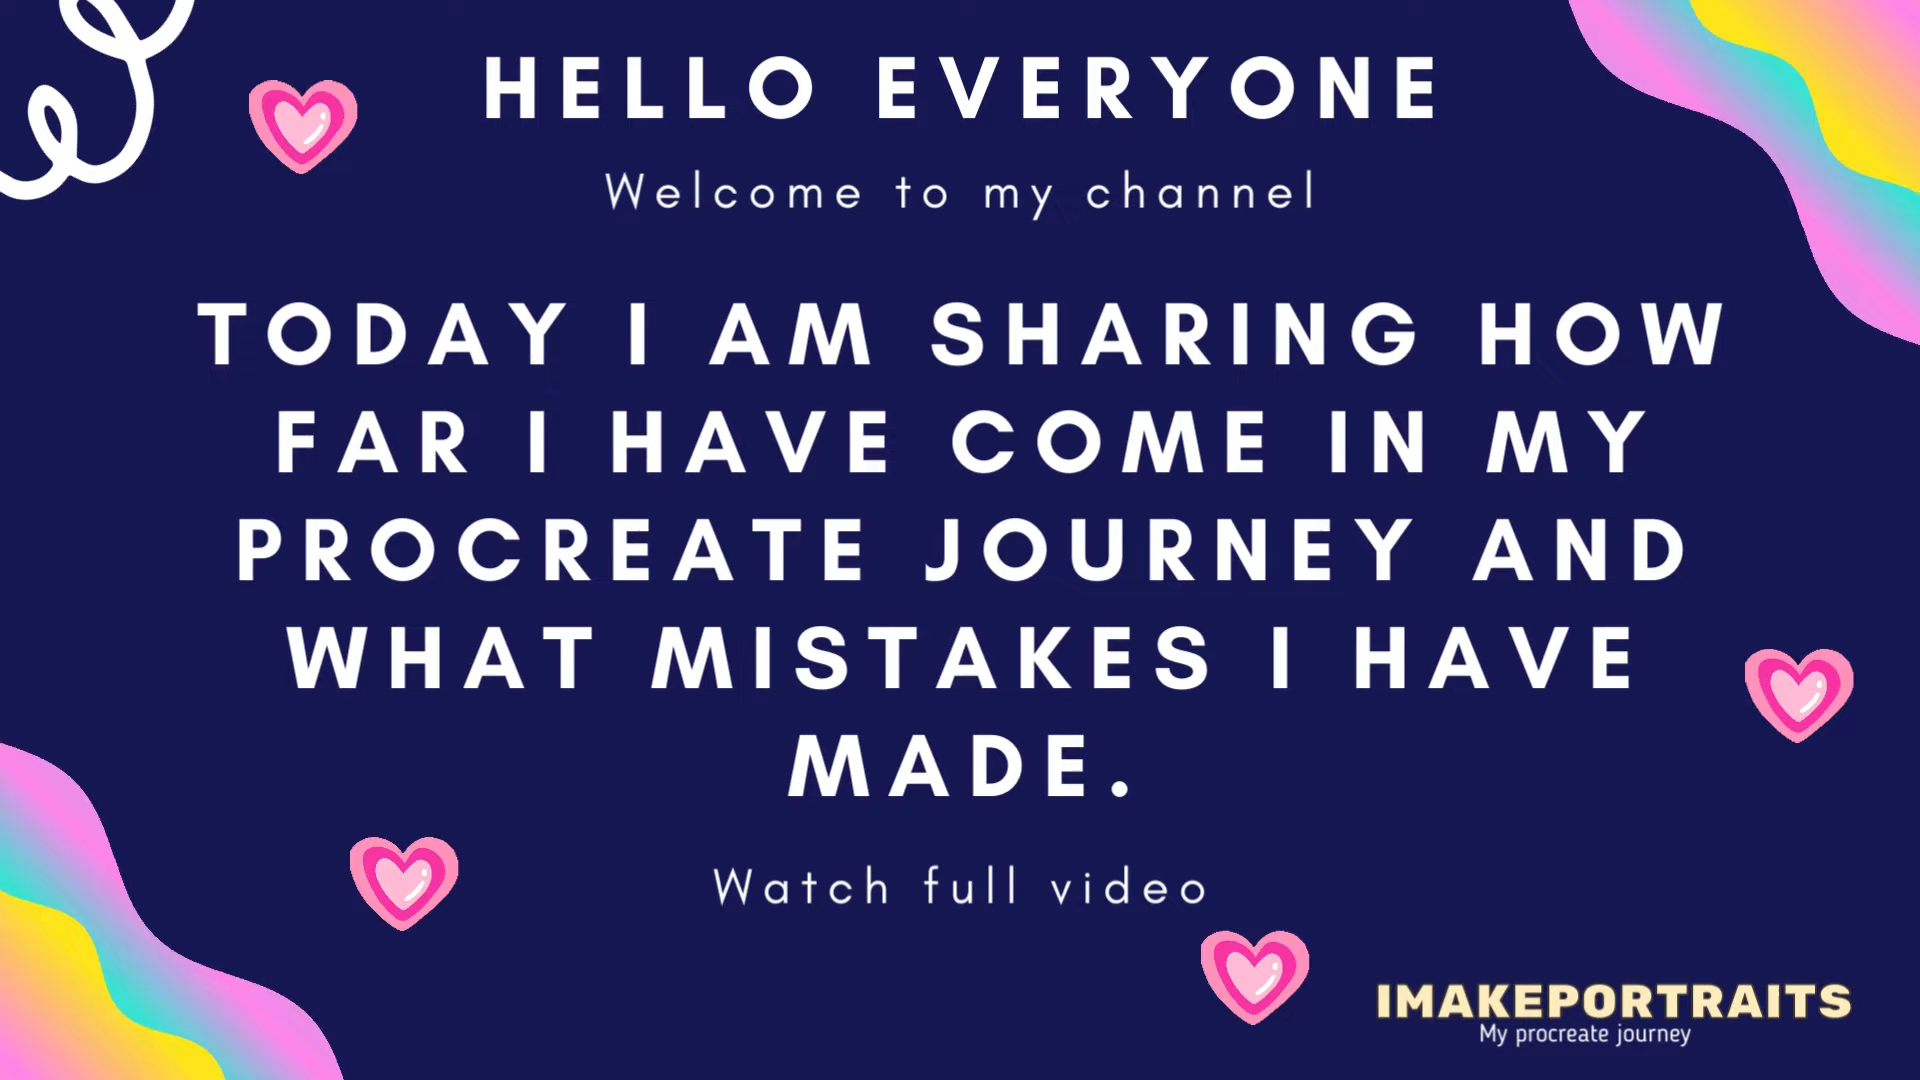 HELLO EVERYONE
Welcome to my channel
TODAY I AM SHARING HOW
FAR I HAVE COME IN MY
PROCREATE JOURNEY AND
WHAT MISTAKES I HAVE
MADE.
Watch full video
IMAKEPORTRAITS
My procreate journey